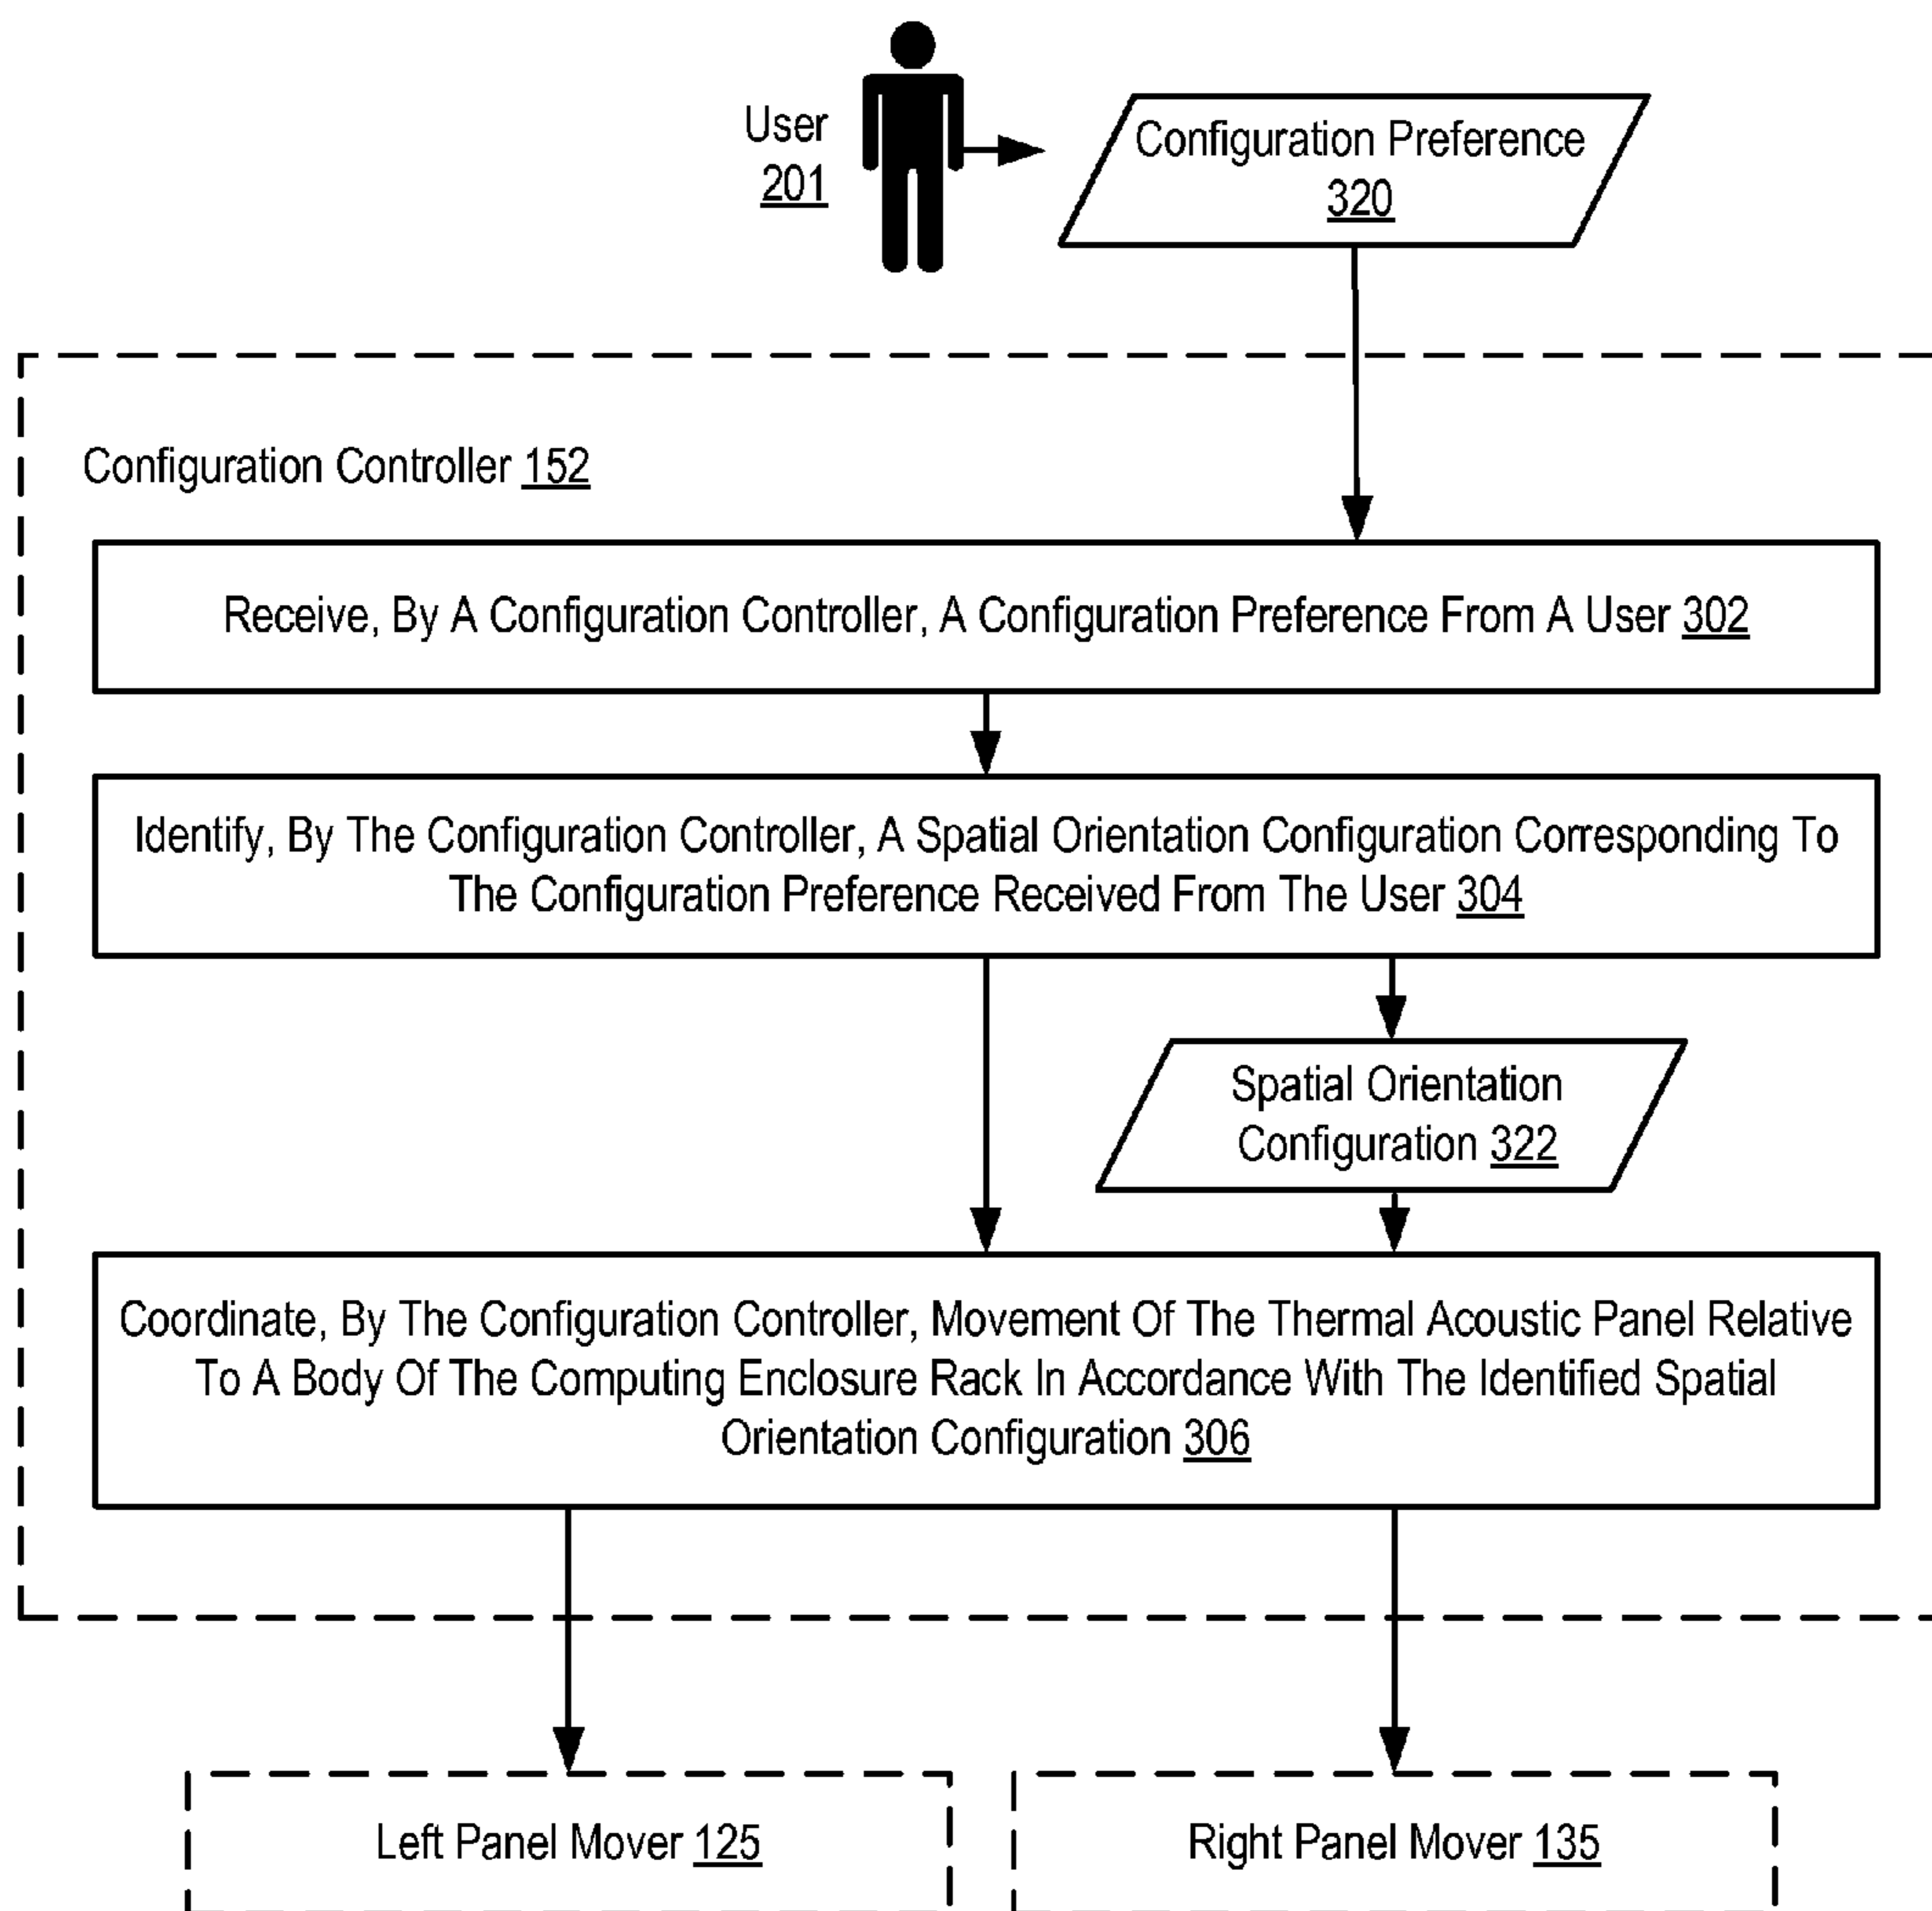 User
201
Configuration Preference
320
Configuration Controller 152
Receive, By A Configuration Controller, A Configuration Preference From A User 302
Identify, By The Configuration Controller, A Spatial Orientation Configuration Corresponding To
The Configuration Preference Received From The User 304
Spatial Orientation
Configuration 322
Coordinate, By The Configuration Controller, Movement Of The Thermal Acoustic Panel Relative
To A Body Of The Computing Enclosure Rack In Accordance With The Identified Spatial
Orientation Configuration 306
Left Panel Mover 125
Right Panel Mover 135